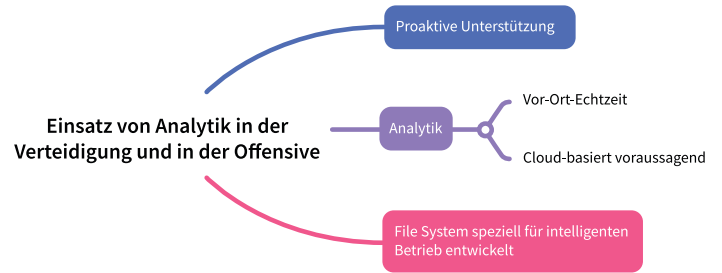 Einsatz von Analytik in der
Verteidigung und in der Offensive
Proaktive Unterstützung
Analytik
Vor-Ort-Echtzeit
Cloud-basiert voraussagend
File System speziell für intelligenten
Betrieb entwickelt